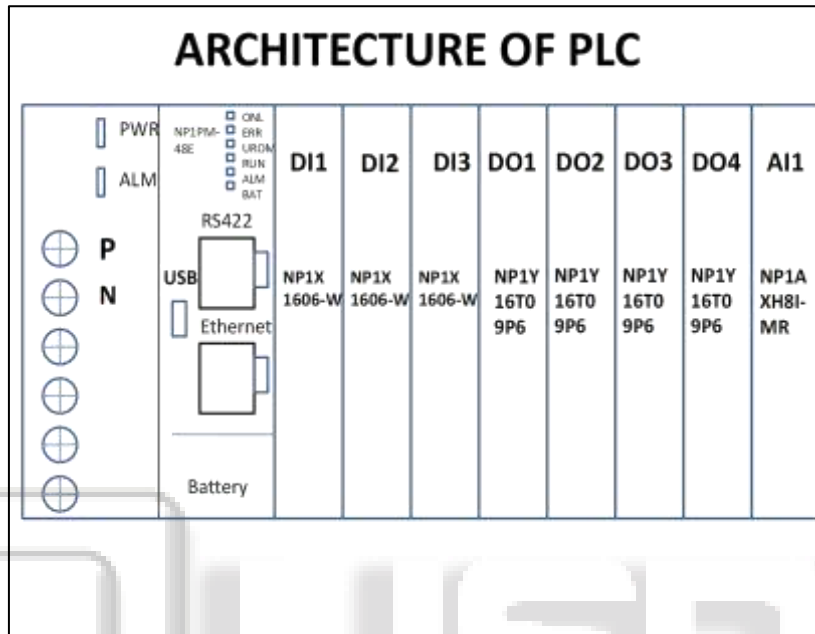 ARCHITECTURE OF PLC
PWR
ALM
P
N
NP1PM-
48E
ONL
ERR
UROM
RUN
ALM
BAT
RS422
USB
Ethernet
Battery
DI1
NP1X
1606-W
DI2
NP1X
1606-W
DI3
NP1X
1606-W
DO1
NP1Y
16T0
9P6
DO2
NP1Y
16T0
9P6
DO3
NP1Y
16T0
9P6
DO4
NP1Y
16T0
9P6
AI1
NP1A
XH8I-
MR